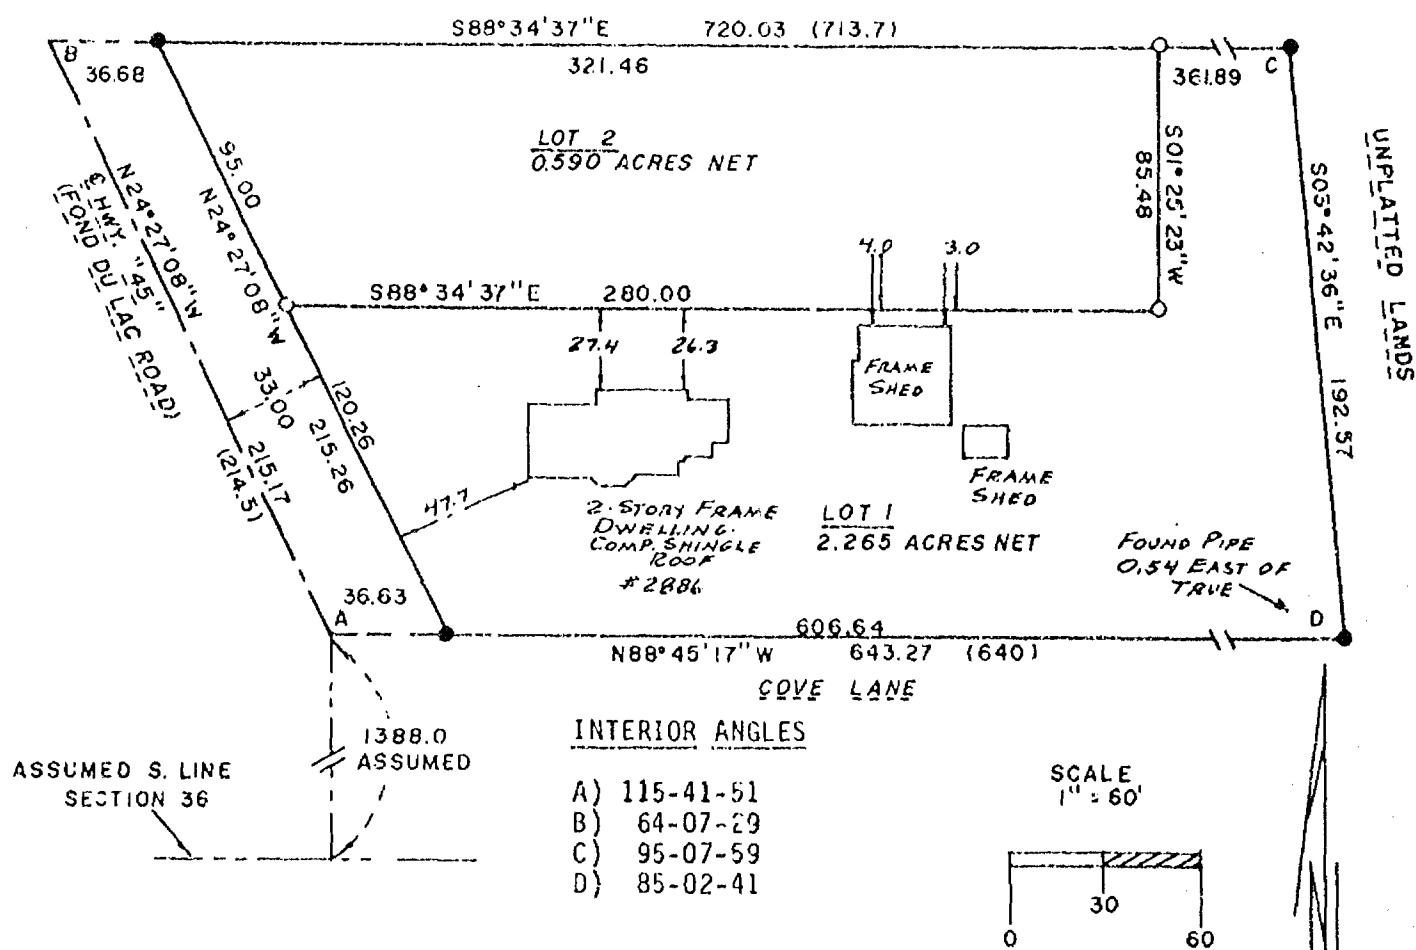 S88°34'37"E 720.03 (713.7)
B
36.68
321.46
361.89
C
LOT 2
0.590 ACRES NET
95.00
N24°27'08"W
N24°27'08"W
℄ HWY. "45"
(FOND DU LAC ROAD)
S01°25'23"W
85.48
S05°42'36"E 192.57
UNPLATTED LANDS
4.0
3.0
S88°34'37"E 280.00
27.4
26.3
FRAME
SHED
33.00
120.26
215.26
215.17
(214.5)
47.7
FRAME
SHED
2-STORY FRAME
DWELLING.
COMP. SHINGLE
ROOF
#2886
LOT 1
2.265 ACRES NET
FOUND PIPE
0.54 EAST OF
TRUE
36.63
A
D
606.64
N88°45'17"W 643.27 (640)
COVE LANE
1388.0
ASSUMED
ASSUMED S. LINE
SECTION 36
INTERIOR ANGLES
A) 115-41-51
B) 64-07-29
C) 95-07-59
D) 85-02-41
SCALE
1" = 60'
30
0 60